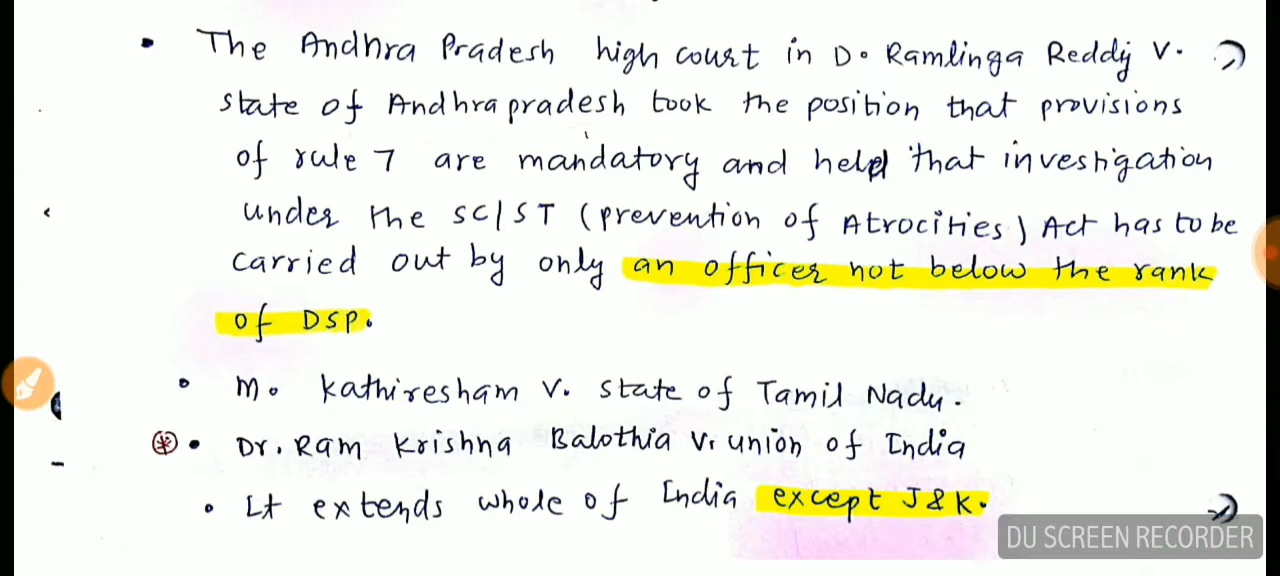 • The Andhra Pradesh high court in D. Ramlinga Reddy V.
state of Andhra pradesh took the position that provisions
of rule 7 are mandatory and held that investigation
under the SC/ST (prevention of Atrocities) Act has to be
carried out by only an officer not below the rank
of DSP.
• M. Kathiresham V. State of Tamil Nadu.
• Dr. Ram Krishna Balothia V. union of India
• It extends whole of India except J & K.
DU SCREEN RECORDER